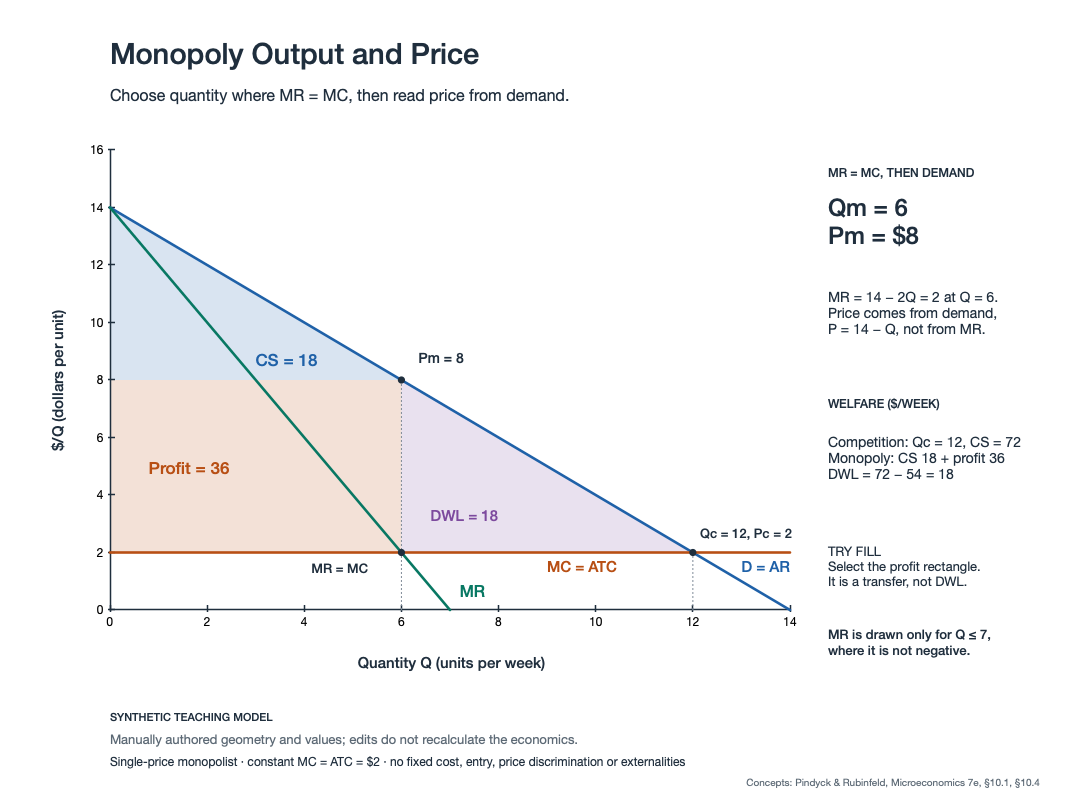 Monopoly Output and Price
Choose quantity where MR = MC, then read price from demand.
16
14
12
10
8
6
4
2
0
$/Q (dollars per unit)
CS = 18
Pm = 8
Profit = 36
DWL = 18
Qc = 12, Pc = 2
MR = MC
MC = ATC
D = AR
MR
0
2
4
6
8
10
12
14
Quantity Q (units per week)
MR = MC, THEN DEMAND
Qm = 6
Pm = $8
MR = 14 − 2Q = 2 at Q = 6.
Price comes from demand,
P = 14 − Q, not from MR.
WELFARE ($/WEEK)
Competition: Qc = 12, CS = 72
Monopoly: CS 18 + profit 36
DWL = 72 − 54 = 18
TRY FILL
Select the profit rectangle.
It is a transfer, not DWL.
MR is drawn only for Q ≤ 7,
where it is not negative.
SYNTHETIC TEACHING MODEL
Manually authored geometry and values; edits do not recalculate the economics.
Single-price monopolist · constant MC = ATC = $2 · no fixed cost, entry, price discrimination or externalities
Concepts: Pindyck & Rubinfeld, Microeconomics 7e, §10.1, §10.4